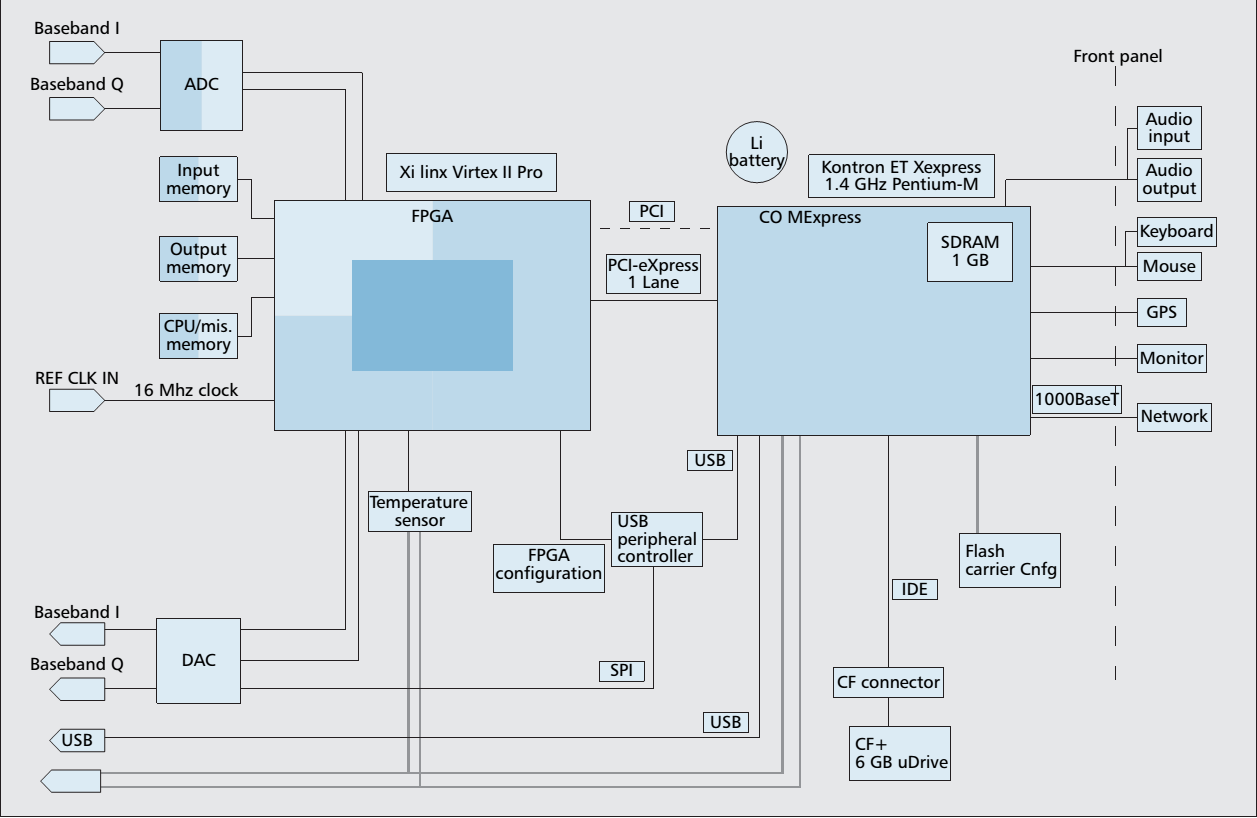 Baseband I
Baseband Q
ADC
Input
memory
Output
memory
CPU/mis.
memory
REF CLK IN
16 Mhz clock
Xi linx Virtex II Pro
FPGA
PCI
PCI-eXpress
1 Lane
Li
battery
Kontron ET Xexpress
1.4 GHz Pentium-M
CO MExpress
SDRAM
1 GB
Front panel
Audio
input
Audio
output
Keyboard
Mouse
GPS
Monitor
1000BaseT
Network
Temperature
sensor
FPGA
configuration
USB
peripheral
controller
USB
Flash
carrier Cnfg
IDE
Baseband I
Baseband Q
DAC
SPI
CF connector
USB
USB
CF+
6 GB uDrive